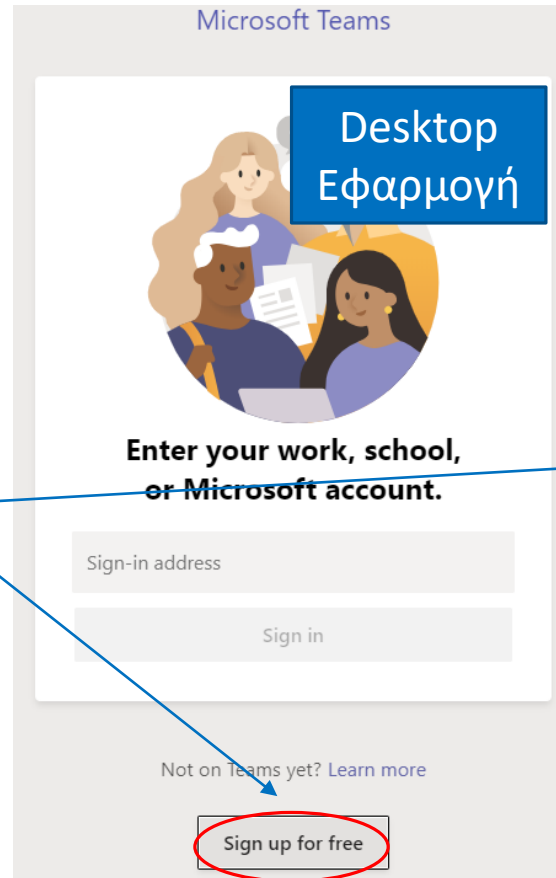 Microsoft Teams
Desktop
Εφαρμογή
Enter your work, school,
or Microsoft account.
Sign-in address
Sign in
Not on Teams yet? Learn more
Sign up for free